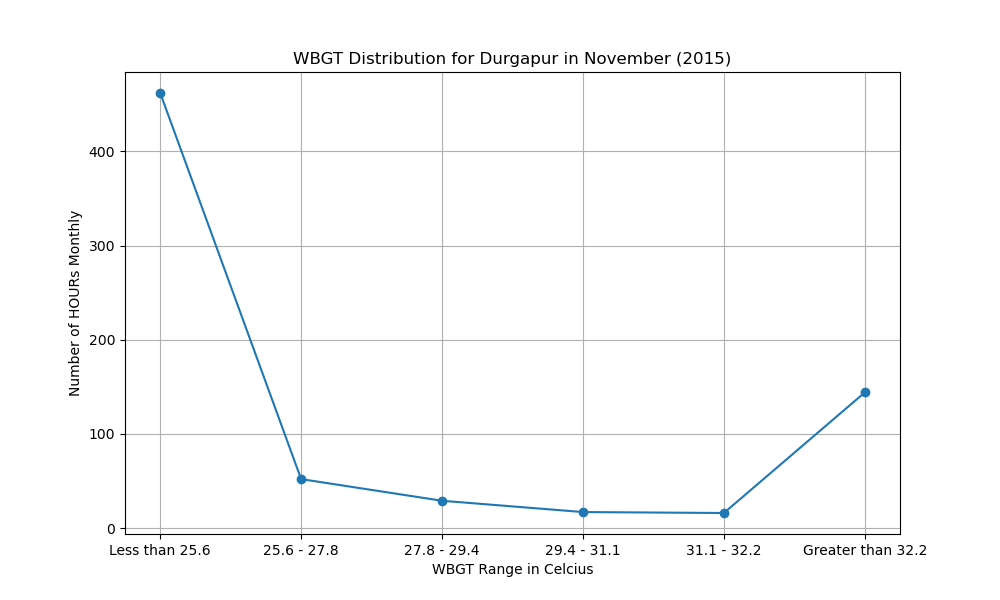 WBGT Distribution for Durgapur in November (2015)
Number of HOURs Monthly
400
300
200
100
0
Less than 25.6
25.6 - 27.8
27.8 - 29.4
29.4 - 31.1
31.1 - 32.2
Greater than 32.2
WBGT Range in Celcius